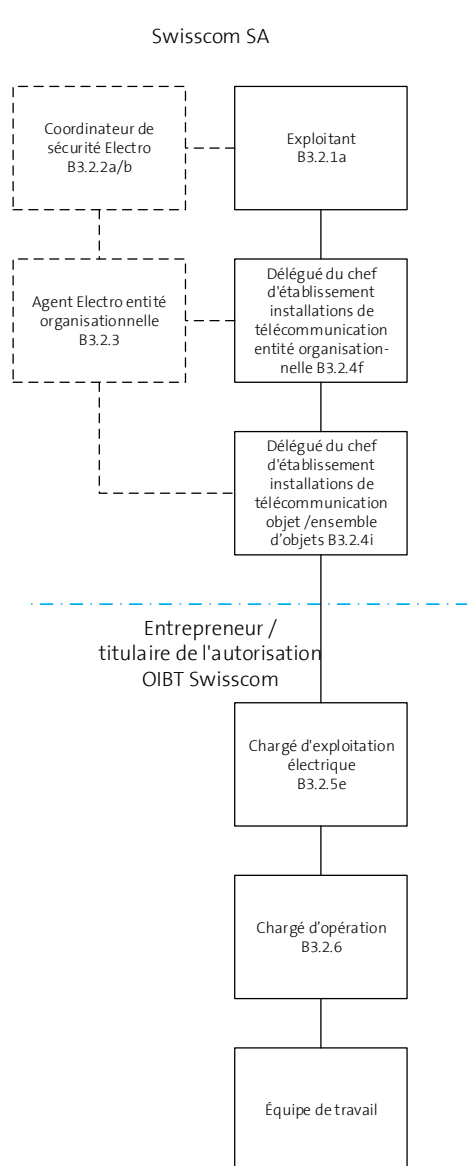 Swisscom SA
Coordinateur de
sécurité Electro
B3.2.2a/b
Exploitant
B3.2.1a
Agent Electro entité
organisationnelle
B3.2.3
Délégué du chef
d'établissement
installations de
télécommunication
entité organisation-
nelle B3.2.4f
Délégué du chef
d'établissement
installations de
télécommunication
objet /ensemble
d’objets B3.2.4i
Entrepreneur /
titulaire de l'autorisation
OIBT Swisscom
Chargé d'exploitation
électrique
B3.2.5e
Chargé d’opération
B3.2.6
Équipe de travail